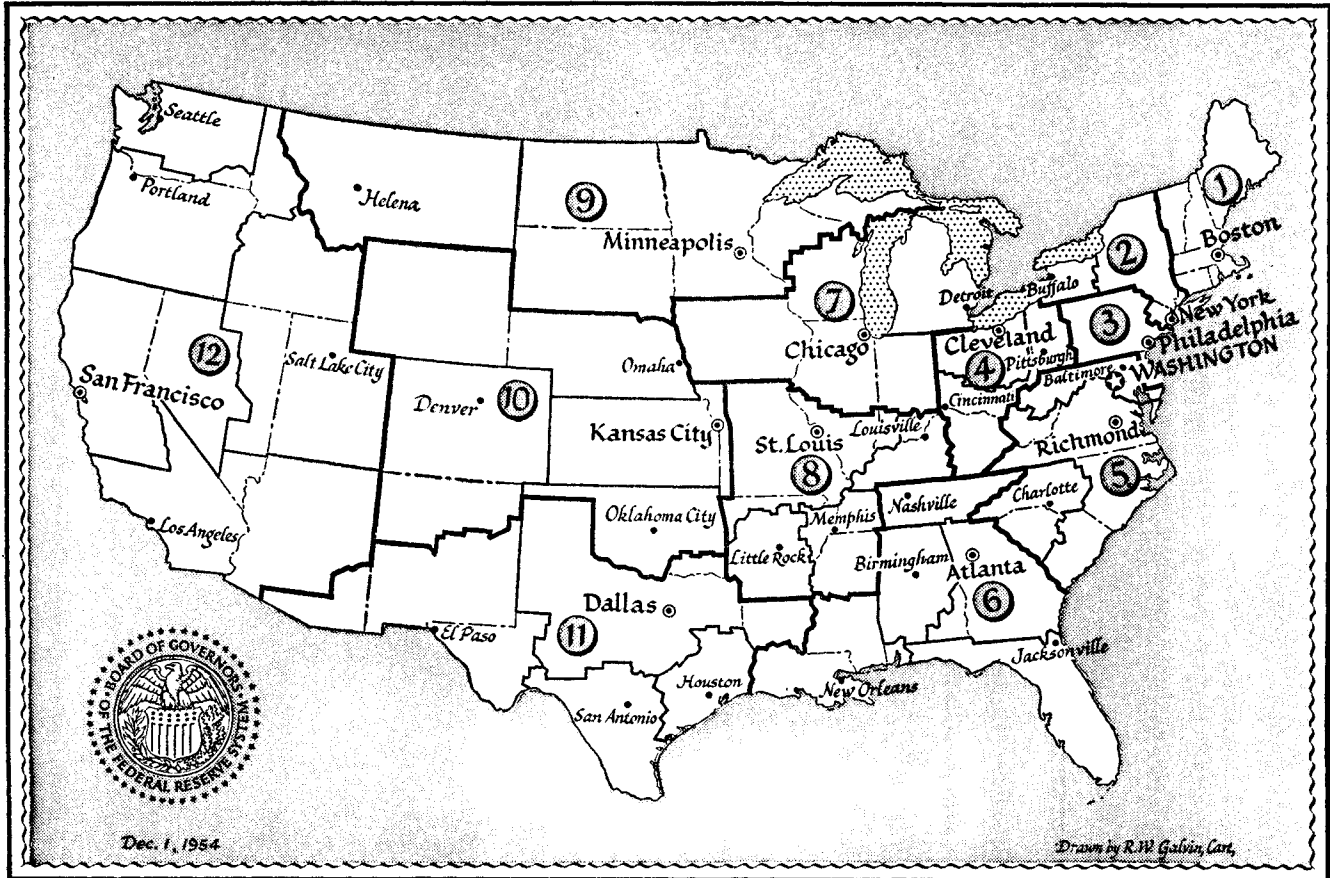 Seattle
Portland
Helena
9
Minneapolis
1
Boston
2
Buffalo
Detroit
7
Chicago
New York
3
Philadelphia
Cleveland
4
Pittsburgh
WASHINGTON
Baltimore
Cincinnati
12
Salt Lake City
San Francisco
Omaha
Denver
10
Kansas City
St. Louis
8
Louisville
Richmond
5
Charlotte
Nashville
Memphis
Los Angeles
Oklahoma City
Little Rock
Birmingham
Atlanta
6
Dallas
11
El Paso
Houston
San Antonio
New Orleans
Jacksonville
BOARD OF GOVERNORS
OF THE FEDERAL RESERVE SYSTEM
Dec. 1, 1954
Drawn by R.W. Galvin, Cart.